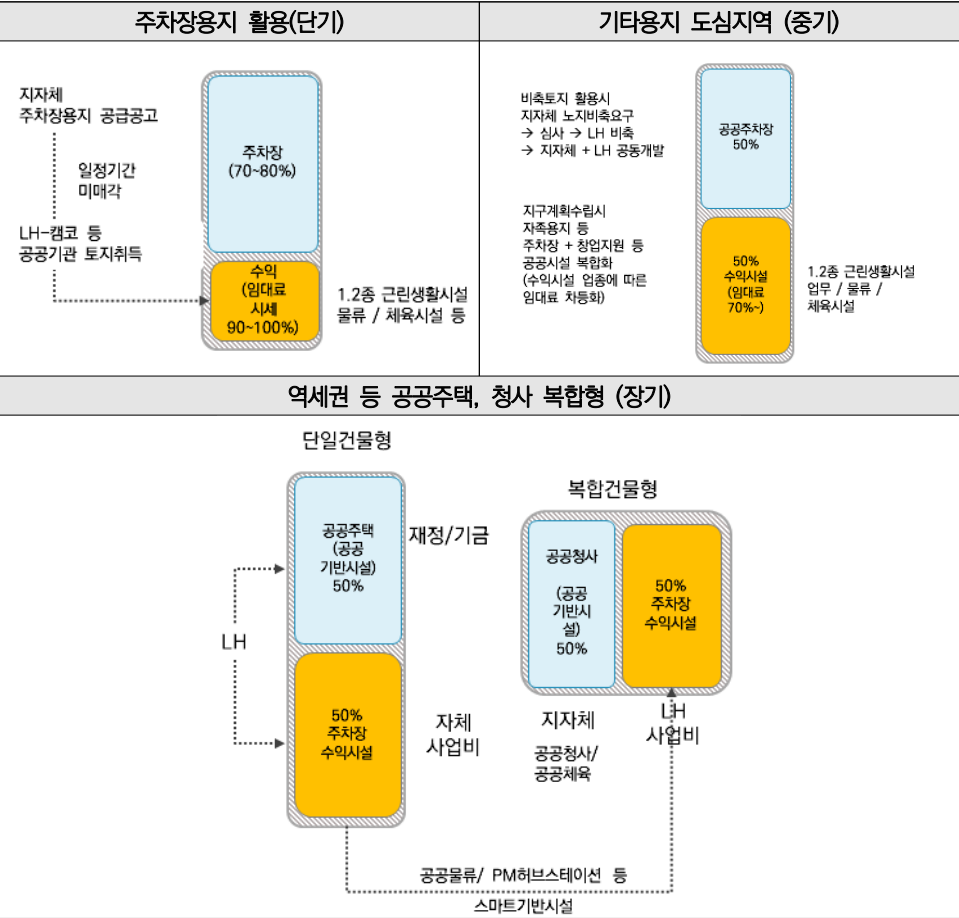 주차장용지 활용(단기)
지자체
주차장용지 공급공고
일정기간
미매각
LH-캠코 등
공공기관 토지취득
주차장
(70~80%)
수익
(임대료
시세
90~100%)
1.2종 근린생활시설
물류 / 체육시설 등
기타용지 도심지역 (중기)
비축토지 활용시
지자체 노지비축요구
→ 심사 → LH 비축
→ 지자체 + LH 공동개발
지구계획수립시
자족용지 등
주차장 + 창업지원 등
공공시설 복합화
(수익시설 업종에 따른
임대료 차등화)
공공주차장
50%
50%
수익시설
(임대료
70%~)
1.2종 근린생활시설
업무 / 물류 /
체육시설
역세권 등 공공주택, 청사 복합형 (장기)
단일건물형
LH
공공주택
(공공
기반시설)
50%
재정/기금
50%
주차장
수익시설
자체
사업비
복합건물형
공공청사
(공공
기반시
설)
50%
50%
주차장
수익시설
지자체
공공청사/
공공체육
LH
사업비
공공물류/ PM허브스테이션 등
스마트기반시설